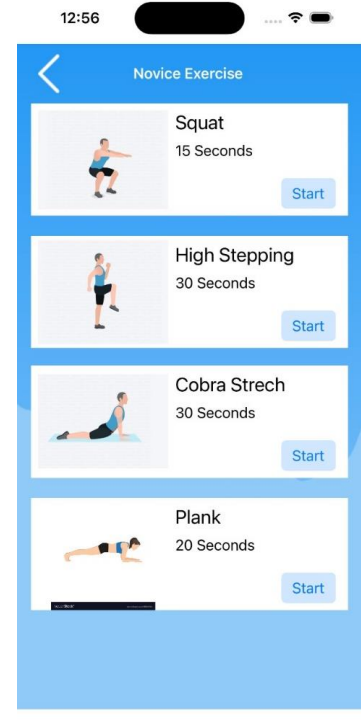 12:56
Novice Exercise
Squat
15 Seconds
Start
High Stepping
30 Seconds
Start
Cobra Strech
30 Seconds
Start
Plank
20 Seconds
Start